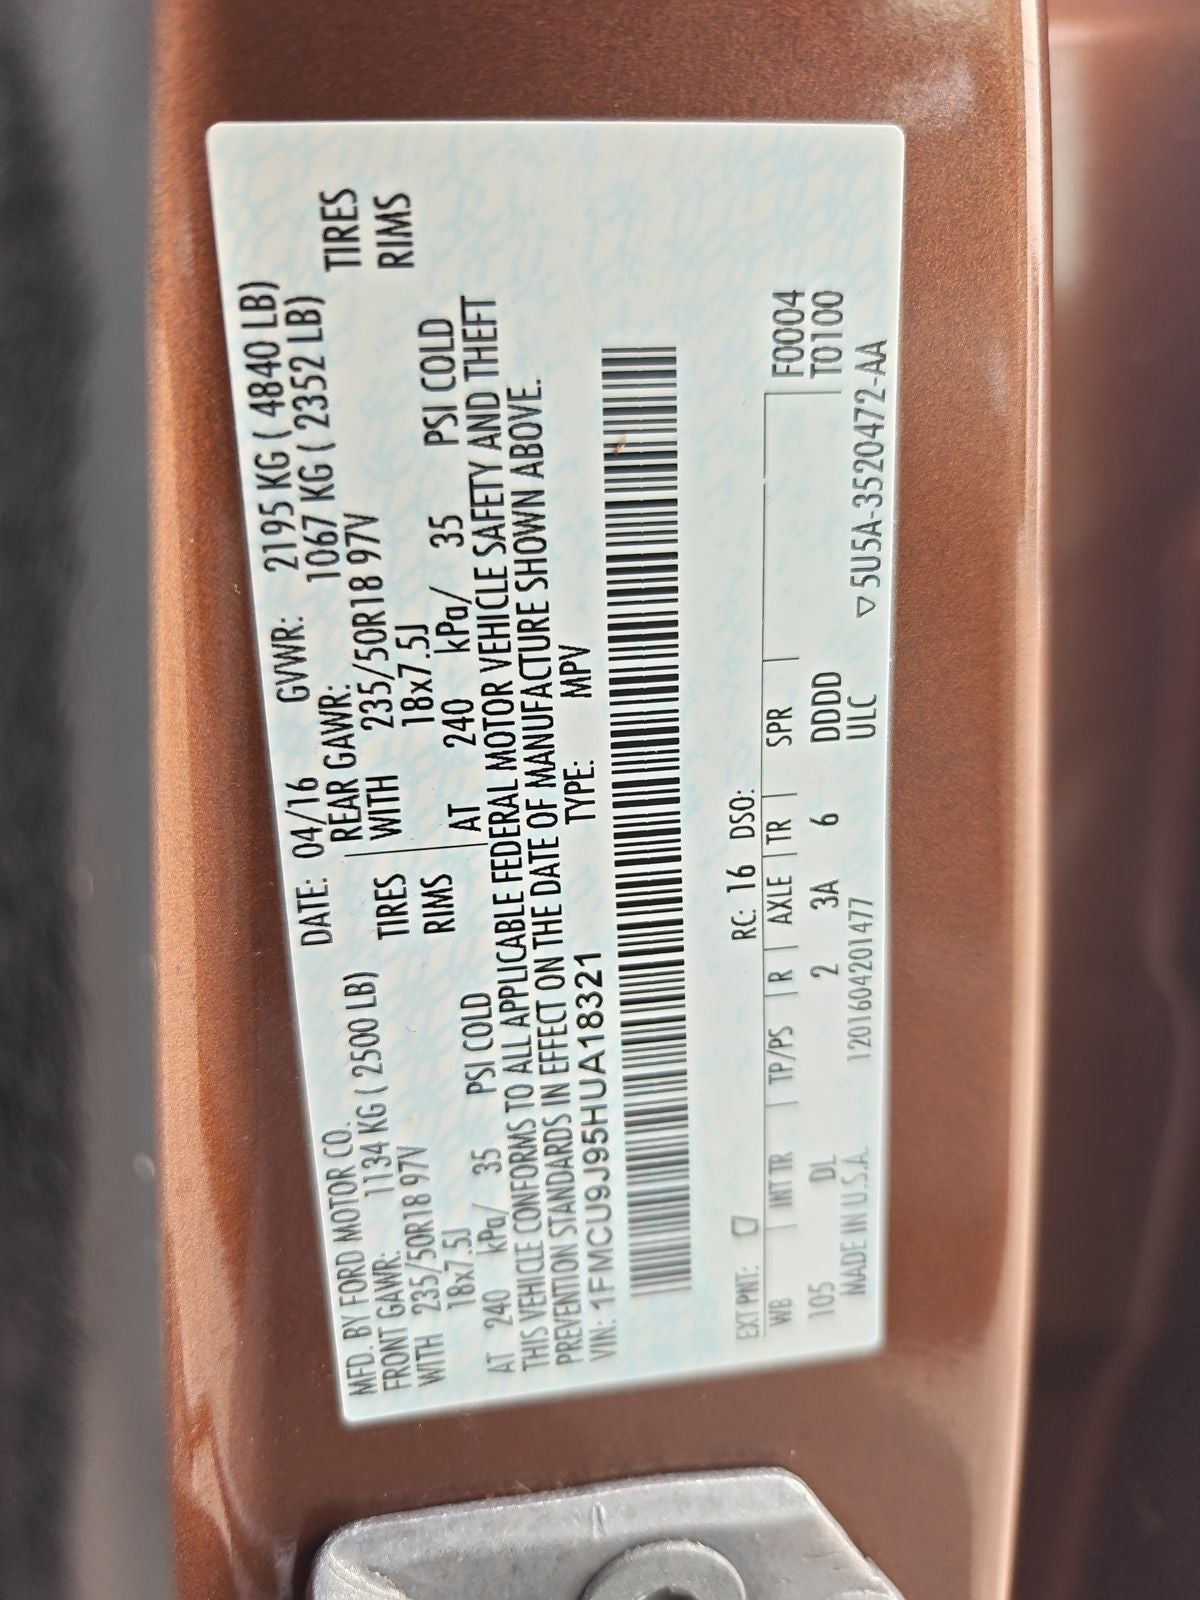 MFD. BY FORD MOTOR CO. DATE: 04/16 GVWR: 2195 KG ( 4840 LB)
FRONT GAWR: 1134 KG ( 2500 LB) REAR GAWR: 1067 KG ( 2352 LB)
WITH 235/50R18 97V TIRES WITH 235/50R18 97V TIRES
18x7.5J RIMS 18x7.5J RIMS
AT 240 kPa/ 35 PSI COLD AT 240 kPa/ 35 PSI COLD
THIS VEHICLE CONFORMS TO ALL APPLICABLE FEDERAL MOTOR VEHICLE SAFETY AND THEFT
PREVENTION STANDARDS IN EFFECT ON THE DATE OF MANUFACTURE SHOWN ABOVE.
VIN: 1FMCU9J95HUA18321 TYPE: MPV
EXT PNT: RC: 16 DSO:
WB INT TR TP/PS R AXLE TR SPR F0004
105 DL 2 3A 6 DDDD T0100
MADE IN U.S.A. 1201604201477 ULC ▽ 5U5A-3520472-AA